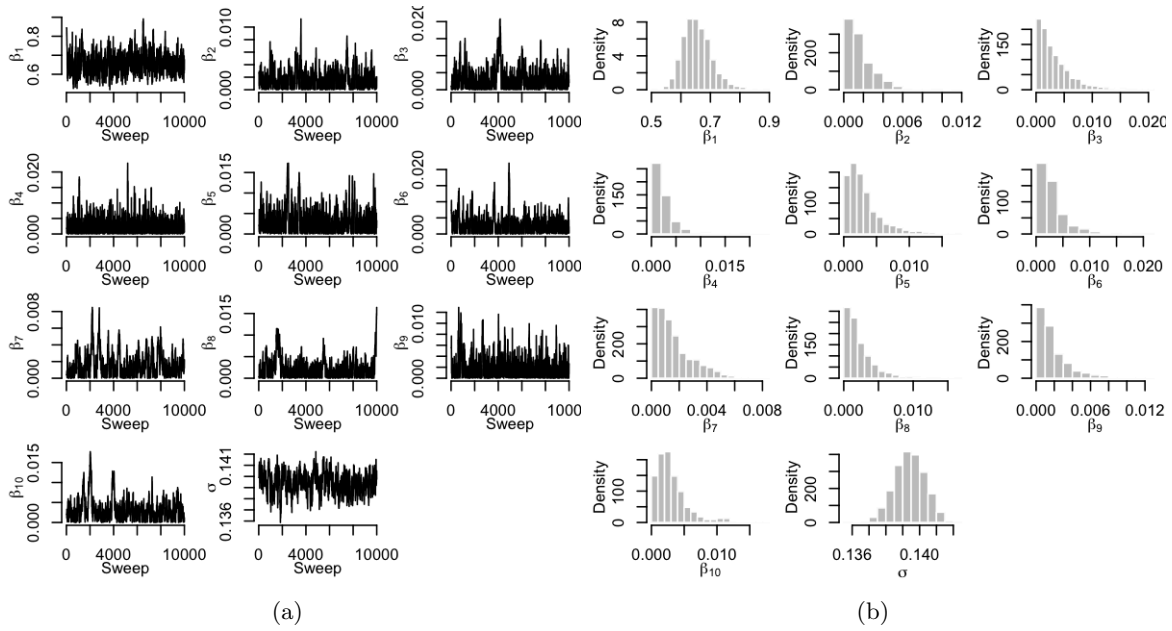 β1 0.6 0.8 0 4000 10000 Sweep
β2 0.000 0.010 0 4000 10000 Sweep
β3 0.000 0.020 0 4000 10000 Sweep
β4 0.000 0.020 0 4000 10000 Sweep
β5 0.000 0.015 0 4000 10000 Sweep
β6 0.000 0.020 0 4000 10000 Sweep
β7 0.000 0.008 0 4000 10000 Sweep
β8 0.000 0.015 0 4000 10000 Sweep
β9 0.000 0.010 0 4000 10000 Sweep
β10 0.000 0.015 0 4000 10000 Sweep
σ 0.136 0.141 0 4000 10000 Sweep
(a)
Density 0 4 8 0.5 0.7 0.9 β1
Density 0 200 0.000 0.006 0.012 β2
Density 0 100 0.000 0.010 0.020 β3
Density 0 150 0.000 0.015 β4
Density 0 100 0.000 0.010 β5
Density 0 100 0.000 0.010 0.020 β6
Density 0 200 0.000 0.004 0.008 β7
Density 0 150 0.000 0.010 β8
Density 0 200 0.000 0.006 0.012 β9
Density 0 100 0.000 0.010 β10
Density 0 200 0.136 0.140 σ
(b)